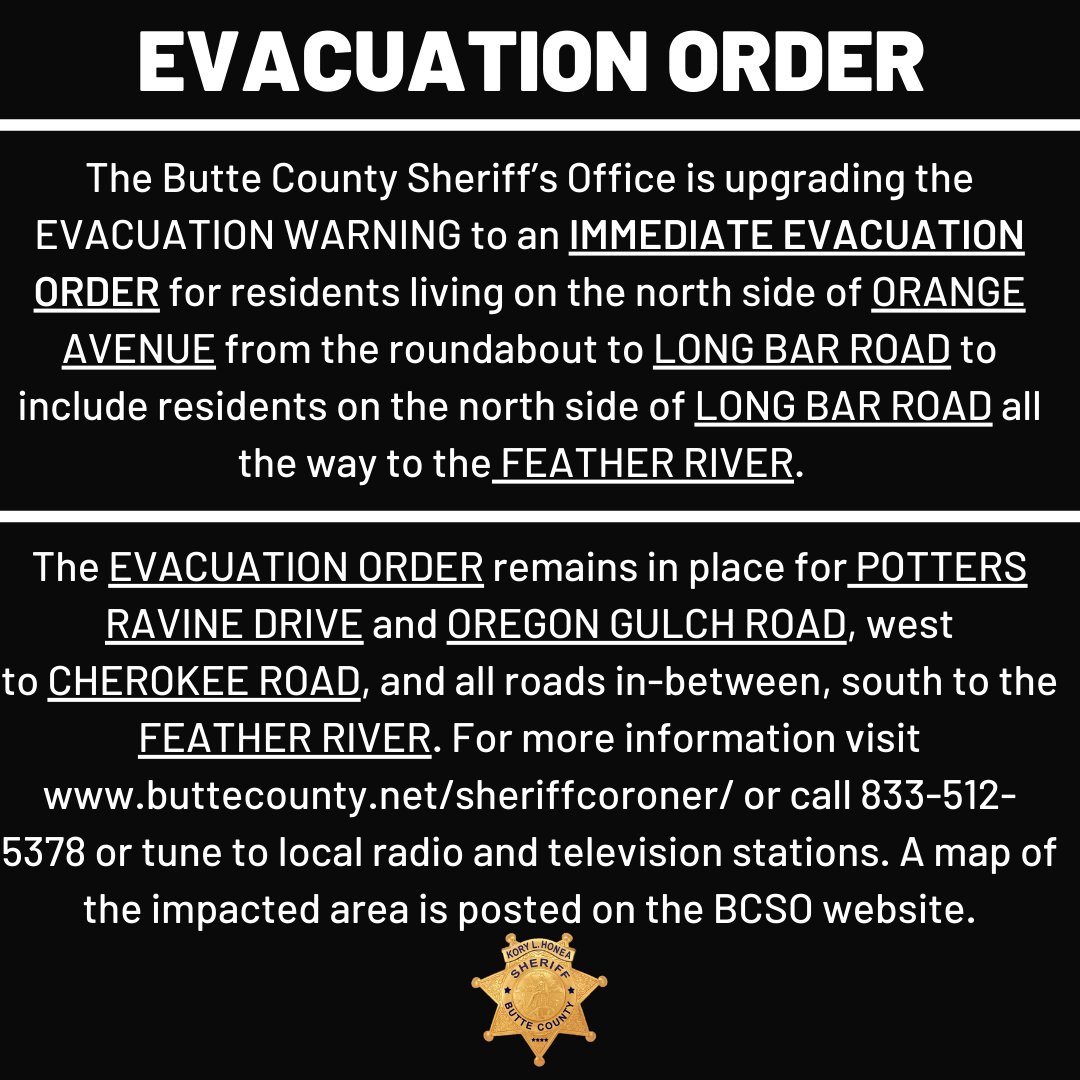 EVACUATION ORDER
The Butte County Sheriff’s Office is upgrading the
EVACUATION WARNING to an IMMEDIATE EVACUATION
ORDER for residents living on the north side of ORANGE
AVENUE from the roundabout to LONG BAR ROAD to
include residents on the north side of LONG BAR ROAD all
the way to the FEATHER RIVER.
The EVACUATION ORDER remains in place for POTTERS
RAVINE DRIVE and OREGON GULCH ROAD, west
to CHEROKEE ROAD, and all roads in-between, south to the
FEATHER RIVER. For more information visit
www.buttecounty.net/sheriffcoroner/ or call 833-512-
5378 or tune to local radio and television stations. A map of
the impacted area is posted on the BCSO website.
KORY L. HONEA
SHERIFF
BUTTE COUNTY